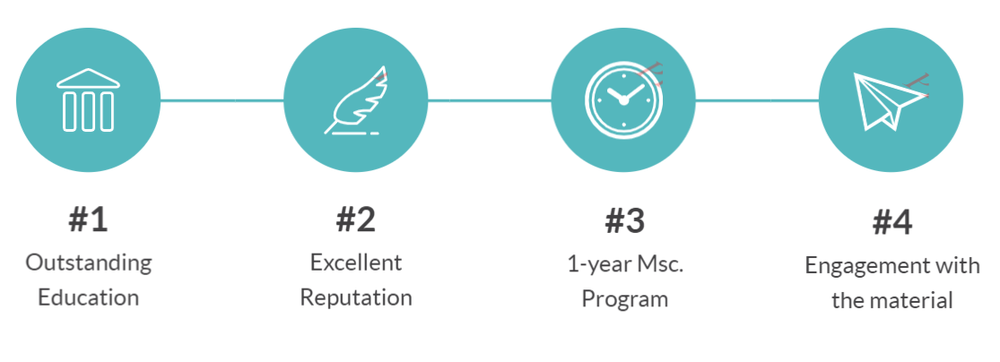 #1
Outstanding
Education
#2
Excellent
Reputation
#3
1-year Msc.
Program
#4
Engagement with
the material